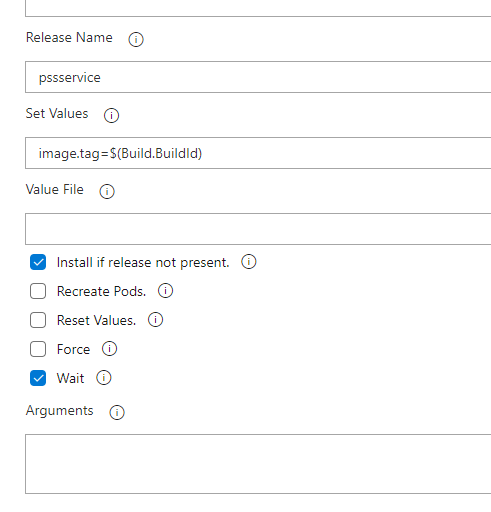 Release Name
pssservice
Set Values
image.tag=$(Build.BuildId)
Value File
Install if release not present.
Recreate Pods.
Reset Values.
Force
Wait
Arguments